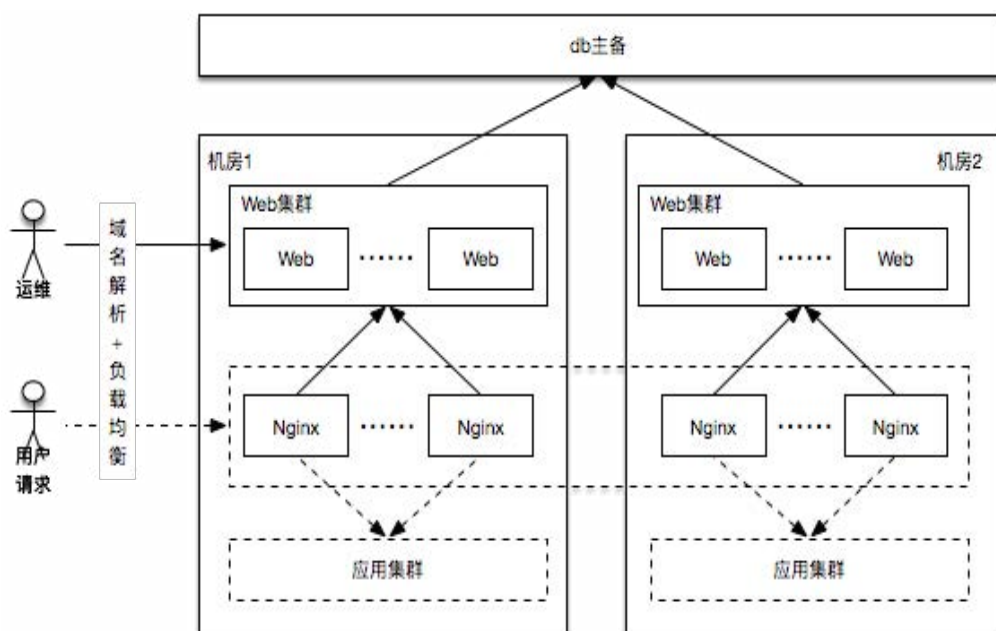 db主备
机房1
机房2
Web集群
Web
······
Web
Web集群
Web
······
Web
运维
域名解析+负载均衡
用户
请求
Nginx
······
Nginx
Nginx
······
Nginx
应用集群
应用集群